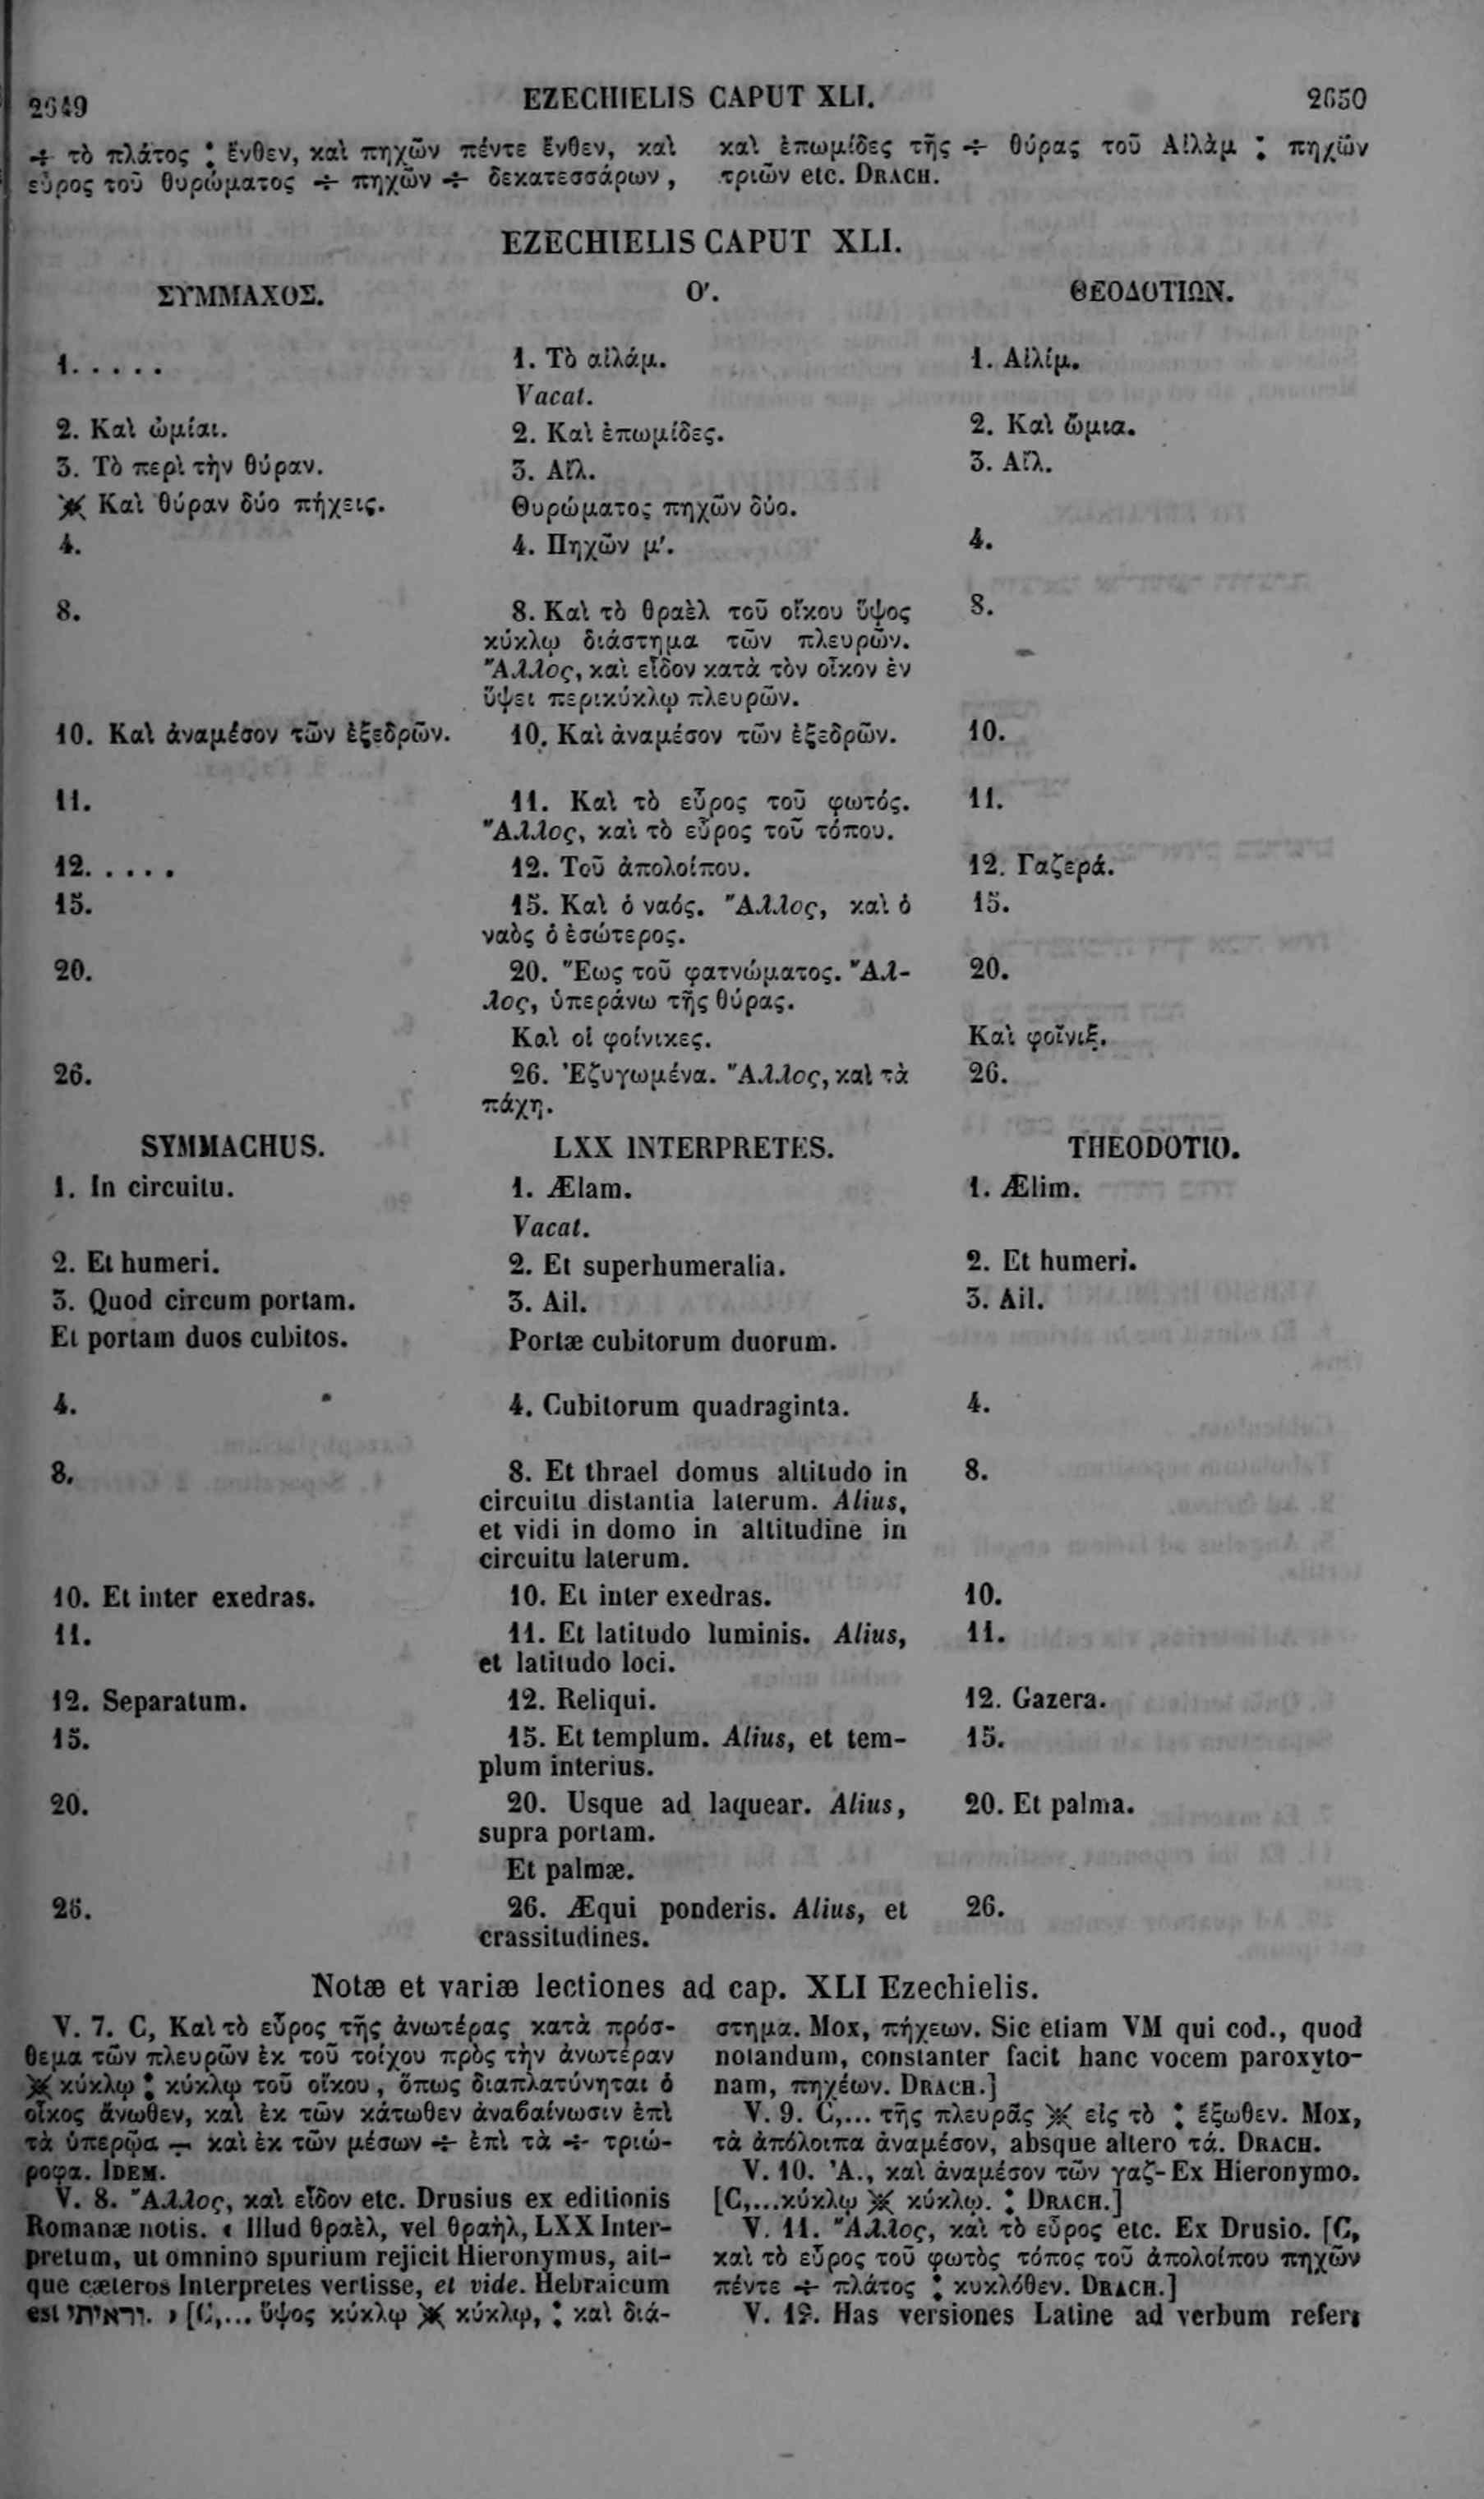 2649 EZECHIELIS CAPUT XLI. 2650
÷ τὸ πλάτος ⁚ ἔνθεν, καὶ πηχῶν πέντε ἔνθεν, καὶ
εὖρος τοῦ θυρώματος ÷ πηχῶν ÷ δεκατεσσάρων,
καὶ ἐπωμίδες τῆς ÷ θύρας τοῦ Αἰλὰμ ⁚ πηχῶν
τριῶν etc. DRACH.
EZECHIELIS CAPUT XLI.
ΣΥΜΜΑΧΟΣ.
1. . . . .
2. Καὶ ὠμίαι.
3. Τὸ περὶ τὴν θύραν.
※ Καὶ θύραν δύο πήχεις.
4.
8.
10. Καὶ ἀναμέσον τῶν ἐξεδρῶν.
11.
12. . . . .
15.
20.
26.
Ο'.
1. Τὸ αἰλάμ.
Vacat.
2. Καὶ ἐπωμίδες.
3. Αἴλ.
Θυρώματος πηχῶν δύο.
4. Πηχῶν μ'.
8. Καὶ τὸ θραὲλ τοῦ οἴκου ὕψος
κύκλῳ διάστημα τῶν πλευρῶν.
Ἄλλος, καὶ εἶδον κατὰ τὸν οἶκον ἐν
ὕψει περικύκλῳ πλευρῶν.
10. Καὶ ἀναμέσον τῶν ἐξεδρῶν.
11. Καὶ τὸ εὖρος τοῦ φωτός.
Ἄλλος, καὶ τὸ εὖρος τοῦ τόπου.
12. Τοῦ ἀπολοίπου.
15. Καὶ ὁ ναός. Ἄλλος, καὶ ὁ
ναὸς ὁ ἐσώτερος.
20. Ἕως τοῦ φατνώματος. Ἄλ-
λος, ὑπεράνω τῆς θύρας.
Καὶ οἱ φοίνικες.
26. Ἐζυγωμένα. Ἄλλος, καὶ τὰ
πάχη.
ΘΕΟΔΟΤΙΩΝ.
1. Αἰλίμ.
2. Καὶ ὤμια.
3. Αἴλ.
4.
8.
10.
11.
12. Γαζερά.
15.
20.
Καὶ φοῖνιξ.
26.
SYMMACHUS.
1. In circuitu.
2. Et humeri.
3. Quod circum portam.
Et portam duos cubitos.
4.
8.
10. Et inter exedras.
11.
12. Separatum.
15.
20.
26.
LXX INTERPRETES.
1. Ælam.
Vacat.
2. Et superhumeralia.
3. Ail.
Portæ cubitorum duorum.
4. Cubitorum quadraginta.
8. Et thrael domus altitudo in
circuitu distantia laterum. Alius,
et vidi in domo in altitudine in
circuitu laterum.
10. Et inter exedras.
11. Et latitudo luminis. Alius,
et latitudo loci.
12. Reliqui.
15. Et templum. Alius, et tem-
plum interius.
20. Usque ad laquear. Alius,
supra portam.
Et palmæ.
26. Æqui ponderis. Alius, et
crassitudines.
THEODOTIO.
1. Ælim.
2. Et humeri.
3. Ail.
4.
8.
10.
11.
12. Gazera.
15.
20. Et palma.
26.
Notæ et variæ lectiones ad cap. XLI Ezechielis.
V. 7. C, Καὶ τὸ εὖρος τῆς ἀνωτέρας κατὰ πρόσ-
θεμα τῶν πλευρῶν ἐκ τοῦ τοίχου πρὸς τὴν ἀνωτέραν
※ κύκλῳ ⁚ κύκλῳ τοῦ οἴκου, ὅπως διαπλατύνηται ὁ
οἶκος ἄνωθεν, καὶ ἐκ τῶν κάτωθεν ἀναβαίνωσιν ἐπὶ
τὰ ὑπερῷα ÷ καὶ ἐκ τῶν μέσων ÷ ἐπὶ τὰ ÷ τριώ-
ροφα. IDEM.
V. 8. Ἄλλος, καὶ εἶδον etc. Drusius ex editionis
Romanæ notis. « Illud θραὲλ, vel θραὴλ, LXX Inter-
pretum, ut omnino spurium rejicit Hieronymus, ait-
que cæteros Interpretes vertisse, et vide. Hebraicum
est וראיתי. » [C,... ὕψος κύκλῳ ※ κύκλῳ, ⁚ καὶ διά-
στημα. Mox, πήχεων. Sic etiam VM qui cod., quod
notandum, constanter facit hanc vocem paroxyto-
nam, πηχέων. DRACH.]
V. 9. C,... τῆς πλευρᾶς ※ εἰς τὸ ⁚ ἔξωθεν. Mox,
τὰ ἀπόλοιπα ἀναμέσον, absque altero τά. DRACH.
V. 10. Ἀ., καὶ ἀναμέσον τῶν γαζ- Ex Hieronymo.
[C,...κύκλῳ ※ κύκλῳ. ⁚ DRACH.]
V. 11. Ἄλλος, καὶ τὸ εὖρος etc. Ex Drusio. [C,
καὶ τὸ εὖρος τοῦ φωτὸς τόπος τοῦ ἀπολοίπου πηχῶν
πέντε ÷ πλάτος ⁚ κυκλόθεν. DRACH.]
V. 12. Has versiones Latine ad verbum refert